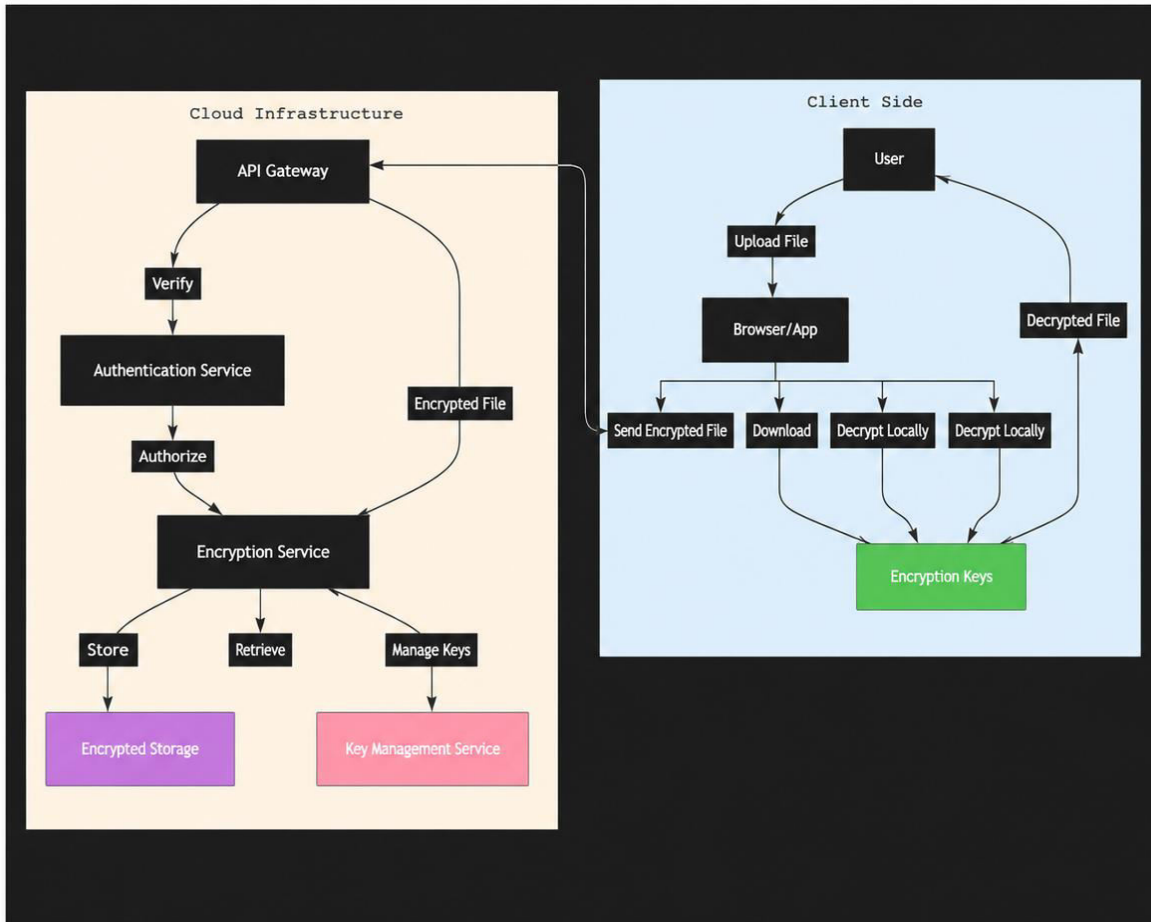 Cloud Infrastructure
API Gateway
Verify
Authentication Service
Encrypted File
Authorize
Encryption Service
Store
Retrieve
Manage Keys
Encrypted Storage
Key Management Service
Client Side
User
Upload File
Browser/App
Decrypted File
Send Encrypted File
Download
Decrypt Locally
Decrypt Locally
Encryption Keys